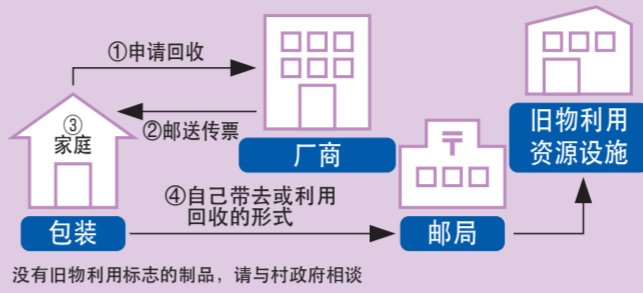 ①申请回收
②邮送传票
③
家庭
厂商
旧物利用
资源设施
〒
④自己带去或利用
回收的形式
包装
邮局
没有旧物利用标志的制品，请与村政府相谈